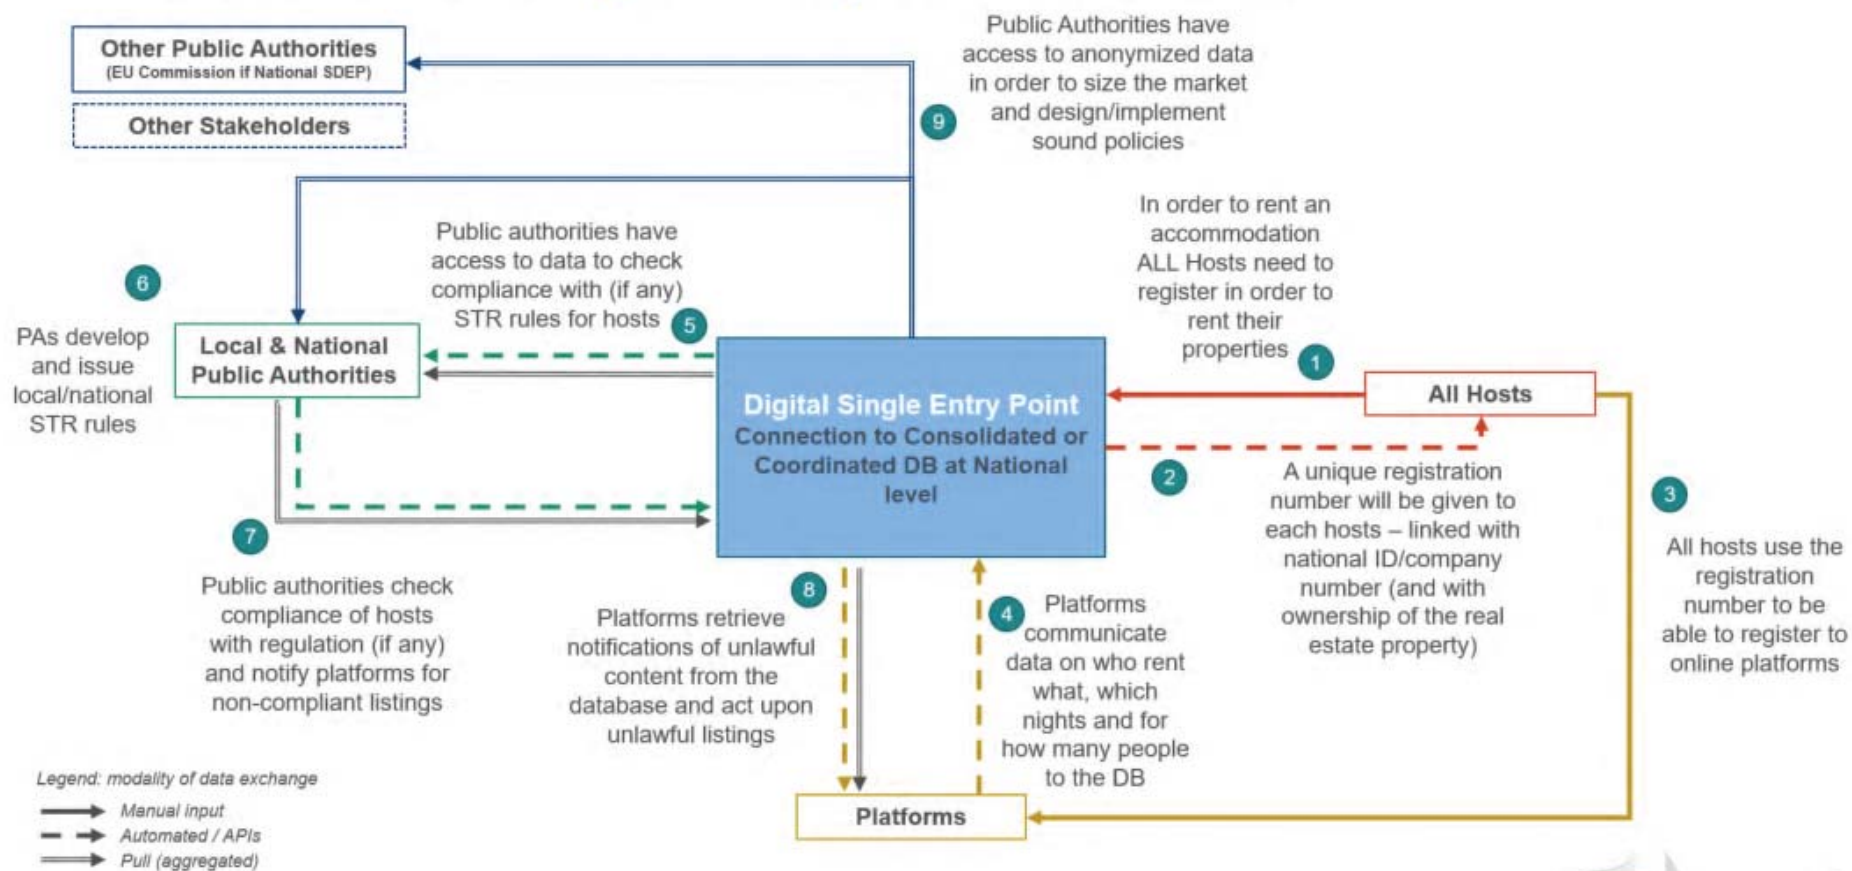 Other Public Authorities
(EU Commission if National SDEP)
Other Stakeholders
9
Public Authorities have
access to anonymized data
in order to size the market
and design/implement
sound policies
6
PAs develop
and issue
local/national
STR rules
Local & National
Public Authorities
Public authorities have
access to data to check
compliance with (if any)
STR rules for hosts
5
Digital Single Entry Point
Connection to Consolidated or
Coordinated DB at National
level
In order to rent an
accommodation
ALL Hosts need to
register in order to
rent their
properties
1
All Hosts
2
A unique registration
number will be given to
each hosts – linked with
national ID/company
number (and with
ownership of the real
estate property)
3
All hosts use the
registration
number to be
able to register to
online platforms
7
Public authorities check
compliance of hosts
with regulation (if any)
and notify platforms for
non-compliant listings
8
Platforms retrieve
notifications of unlawful
content from the
database and act upon
unlawful listings
4
Platforms
communicate
data on who rent
what, which
nights and for
how many people
to the DB
Platforms
Legend: modality of data exchange
Manual input
Automated / APIs
Pull (aggregated)